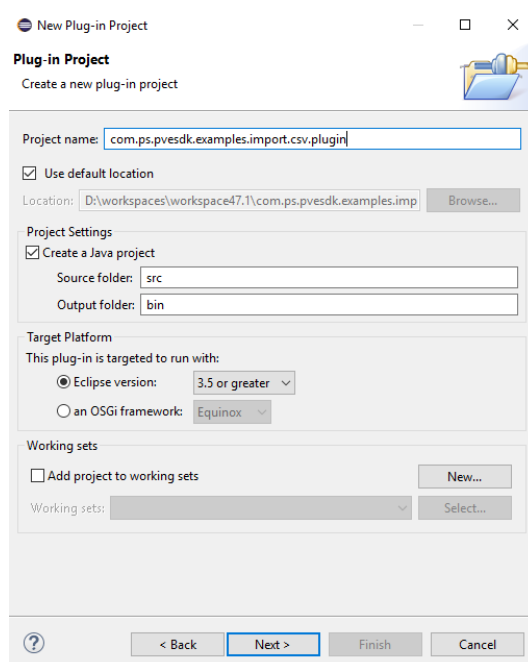 New Plug-in Project
Plug-in Project
Create a new plug-in project
Project name: com.ps.pvesdk.examples.import.csv.plugin
Use default location
Location: D:\workspaces\workspace47.1\com.ps.pvesdk.examples.imp Browse...
Project Settings
Create a Java project
Source folder: src
Output folder: bin
Target Platform
This plug-in is targeted to run with:
Eclipse version: 3.5 or greater
an OSGi framework: Equinox
Working sets
Add project to working sets New...
Working sets: Select...
? < Back Next > Finish Cancel